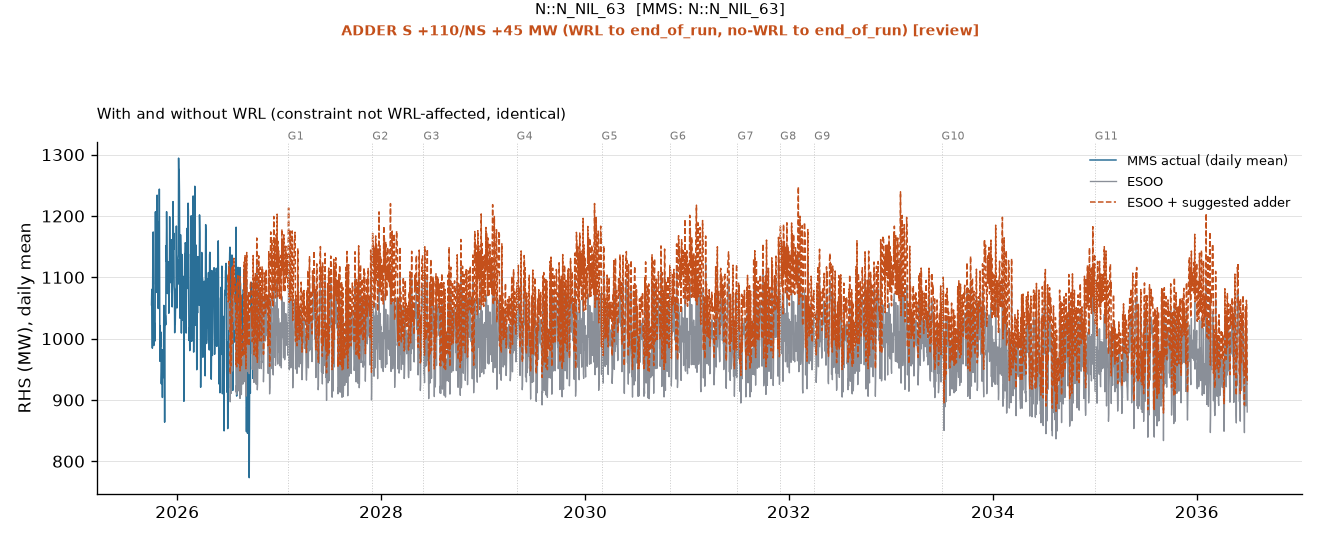 N::N_NIL_63  [MMS: N::N_NIL_63]
ADDER S +110/NS +45 MW (WRL to end_of_run, no-WRL to end_of_run) [review]
With and without WRL (constraint not WRL-affected, identical)
G1 G2 G3 G4 G5 G6 G7 G8 G9 G10 G11
MMS actual (daily mean)
ESOO
ESOO + suggested adder
RHS (MW), daily mean
1300
1200
1100
1000
900
800
2026 2028 2030 2032 2034 2036